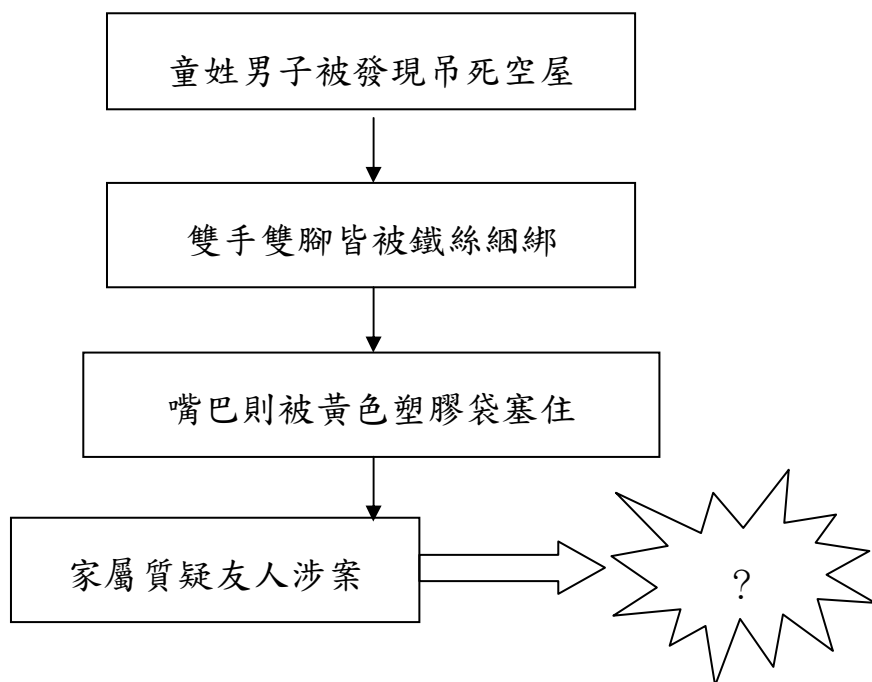 童姓男子被發現吊死空屋
雙手雙腳皆被鐵絲綑綁
嘴巴則被黃色塑膠袋塞住
家屬質疑友人涉案
？